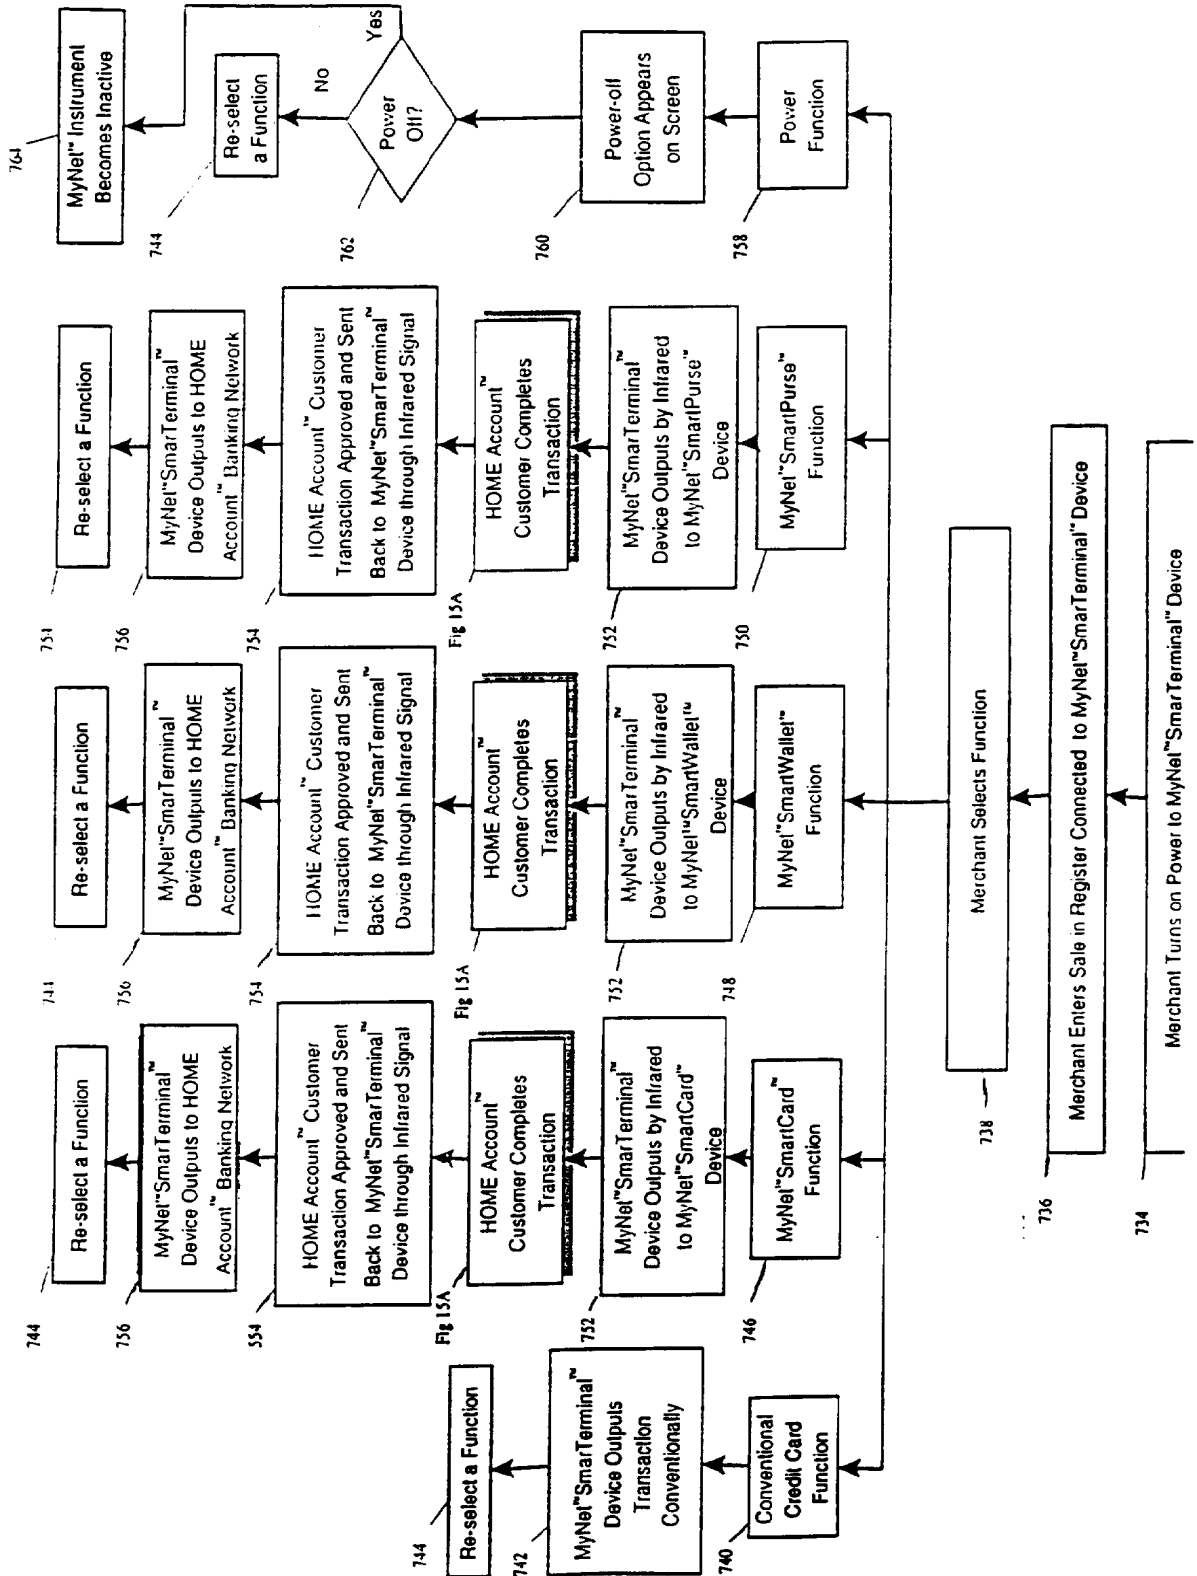 764
MyNet™ Instrument
Becomes Inactive
744
Re-select
a Function
No
Yes
762
Power
Off?
760
Power-off
Option Appears
on Screen
758
Power
Function
754
Re-select a Function
756
MyNet™SmarTerminal™
Device Outputs to HOME
Account™ Banking Network
754
HOME Account™ Customer
Transaction Approved and Sent
Back to MyNet™SmarTerminal™
Device through Infrared Signal
Fig 15A
HOME Account™
Customer Completes
Transaction
752
MyNet™SmarTerminal™
Device Outputs by Infrared
to MyNet™SmartPurse™
Device
750
MyNet™SmartPurse™
Function
744
Re-select a Function
756
MyNet™SmarTerminal™
Device Outputs to HOME
Account™ Banking Network
754
HOME Account™ Customer
Transaction Approved and Sent
Back to MyNet™SmarTerminal™
Device through Infrared Signal
Fig 15A
HOME Account™
Customer Completes
Transaction
752
MyNet™SmarTerminal™
Device Outputs by Infrared
to MyNet™SmartWallet™
Device
748
MyNet™SmartWallet™
Function
744
Re-select a Function
756
MyNet™SmarTerminal™
Device Outputs to HOME
Account™ Banking Network
554
HOME Account™ Customer
Transaction Approved and Sent
Back to MyNet™SmarTerminal™
Device through Infrared Signal
Fig 15A
HOME Account™
Customer Completes
Transaction
752
MyNet™SmarTerminal™
Device Outputs by Infrared
to MyNet™SmartCard™
Device
746
MyNet™SmartCard™
Function
744
Re-select a Function
742
MyNet™SmarTerminal™
Device Outputs
Transaction
Conventionally
740
Conventional
Credit Card
Function
738
Merchant Selects Function
736
Merchant Enters Sale in Register Connected to MyNet™SmarTerminal™ Device
734
Merchant Turns on Power to MyNet™SmarTerminal™ Device